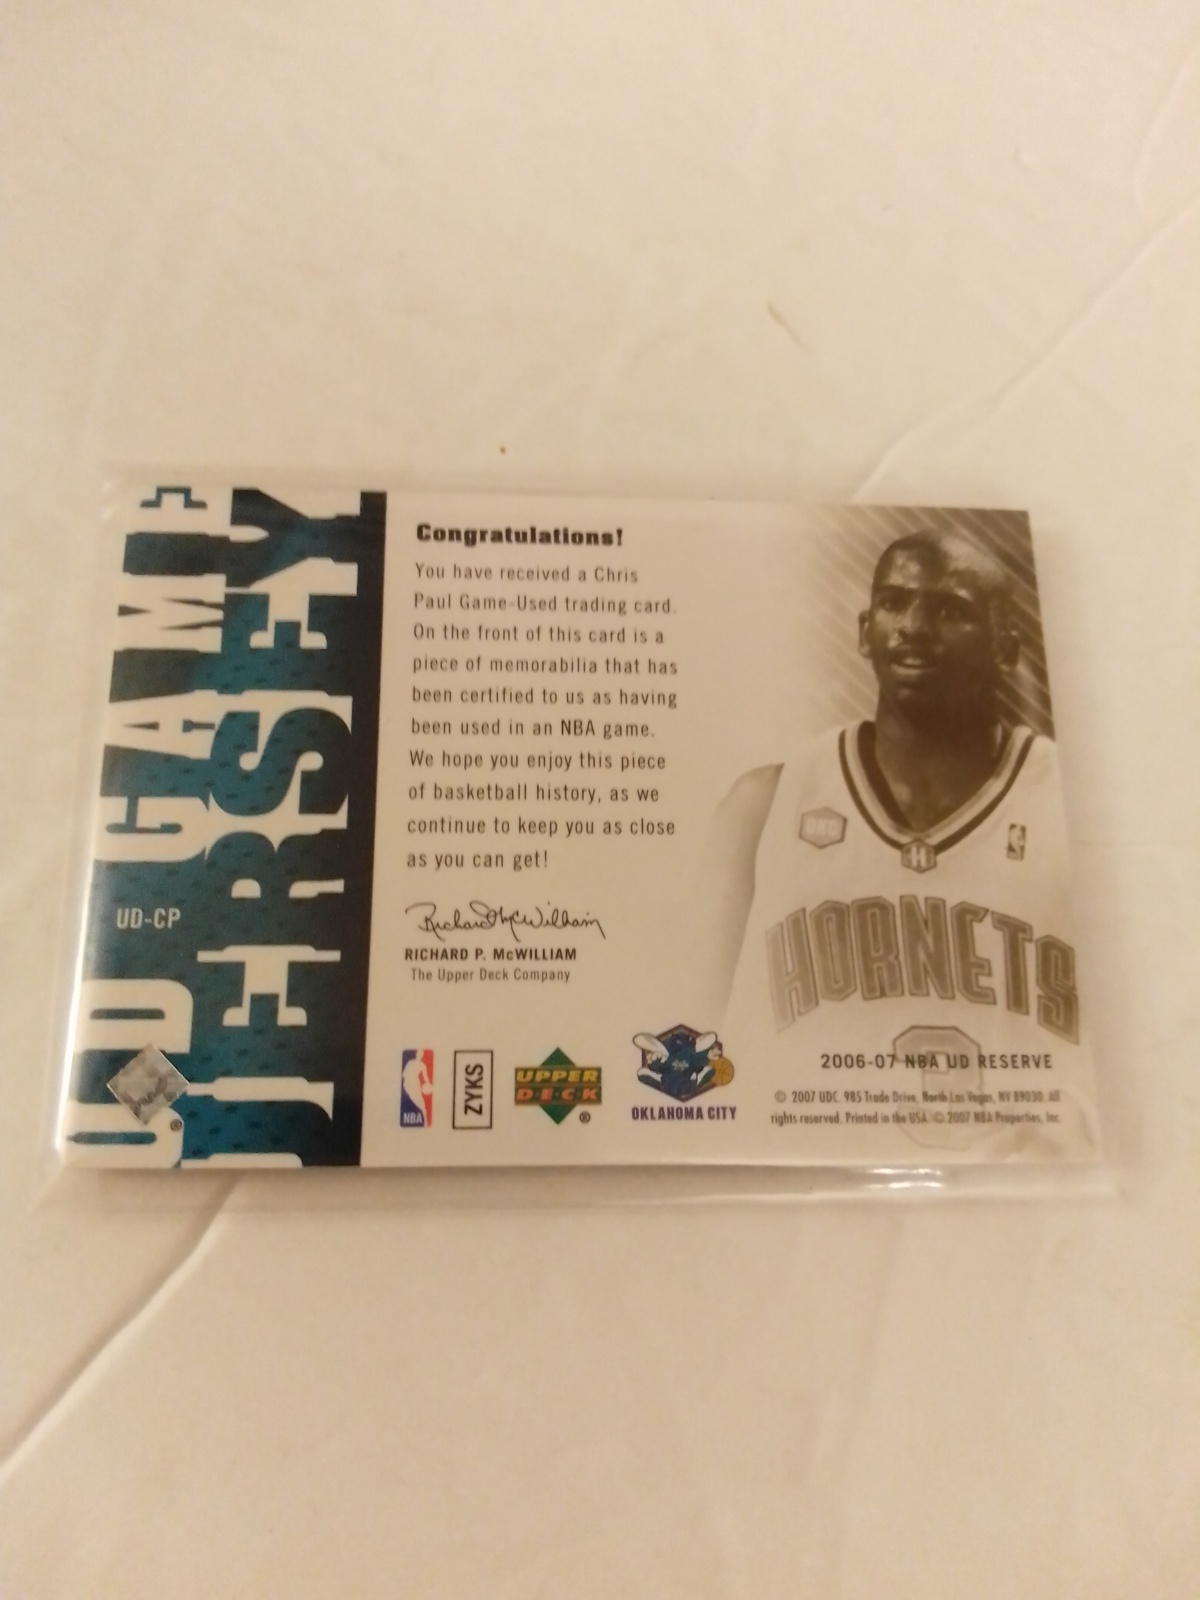 UD GAME
JERSEY
UD-CP
®
Congratulations!
You have received a Chris
Paul Game-Used trading card.
On the front of this card is a
piece of memorabilia that has
been certified to us as having
been used in an NBA game.
We hope you enjoy this piece
of basketball history, as we
continue to keep you as close
as you can get!
Richard P. McWilliam
RICHARD P. McWILLIAM
The Upper Deck Company
NBA
ZYKS
UPPER
DECK
®
OKLAHOMA CITY
OKC
H
HORNETS
3
2006-07 NBA UD RESERVE
© 2007 UDC. 985 Trade Drive, North Las Vegas, NV 89030. All
rights reserved. Printed in the USA. © 2007 NBA Properties, Inc.